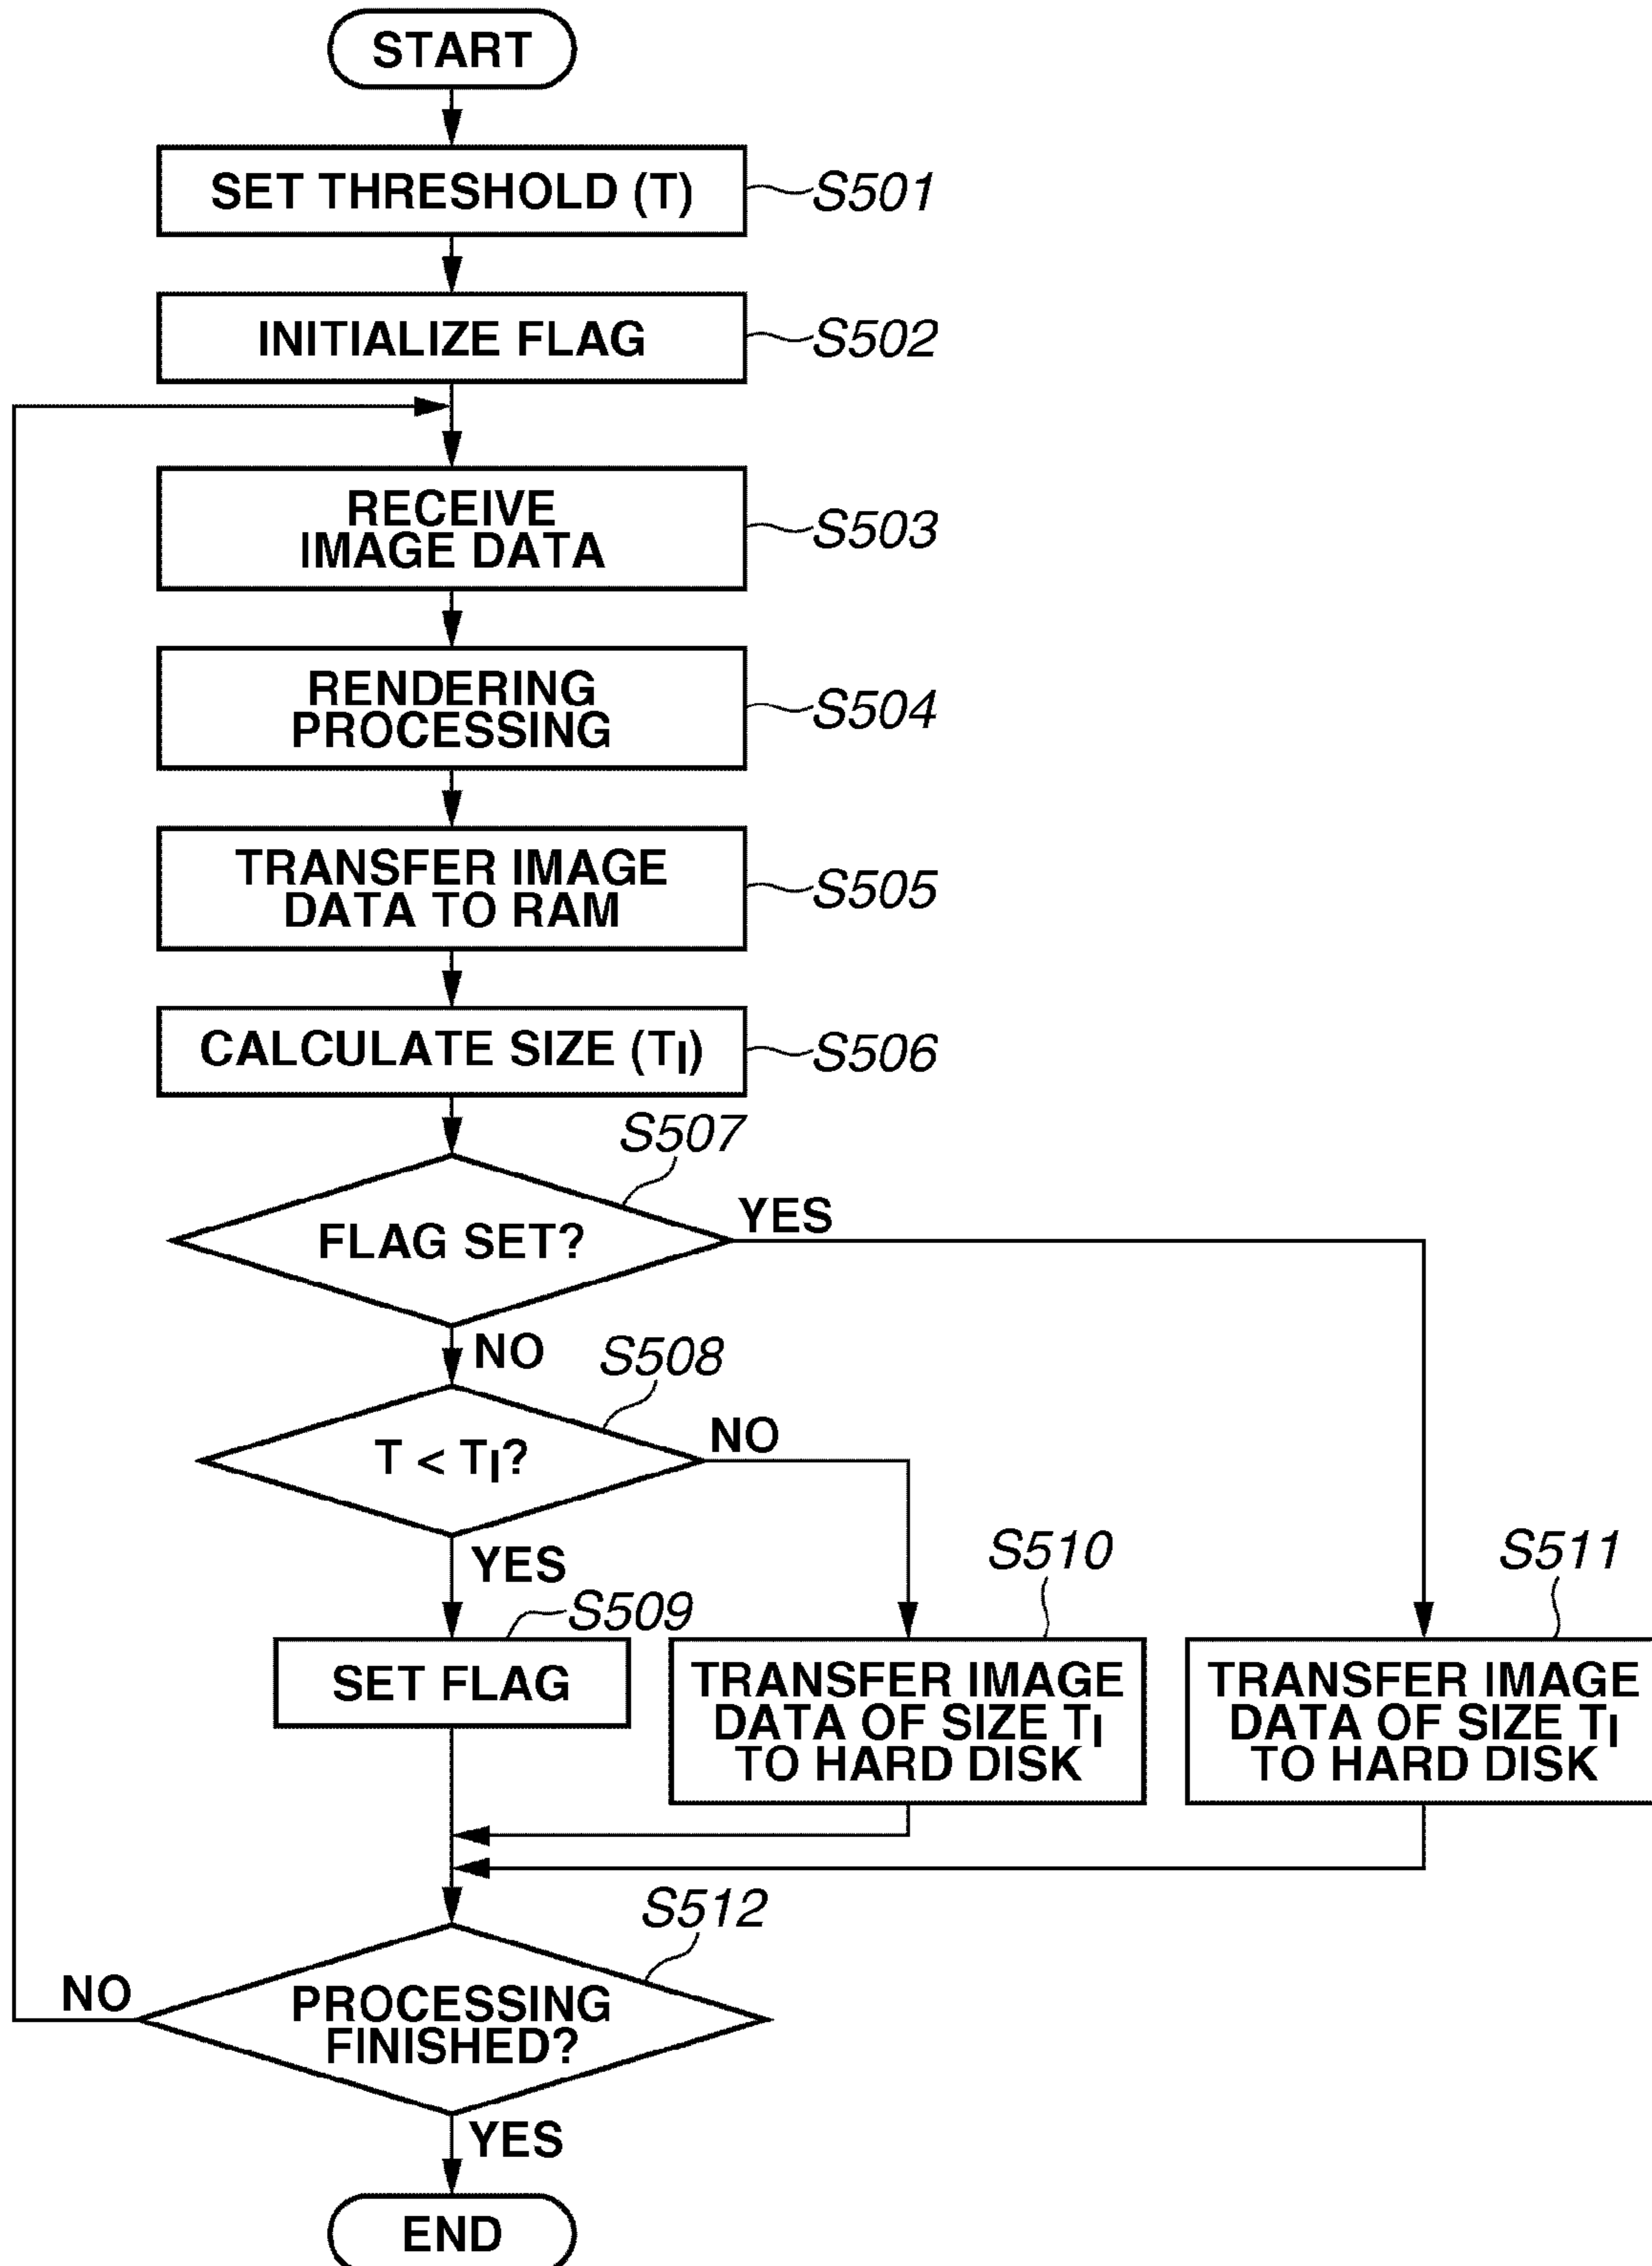 START
SET THRESHOLD (T)
S501
INITIALIZE FLAG
S502
RECEIVE
IMAGE DATA
S503
RENDERING
PROCESSING
S504
TRANSFER IMAGE
DATA TO RAM
S505
CALCULATE SIZE (TI)
S506
S507
FLAG SET?
YES
NO
S508
T < TI?
NO
YES
S509
SET FLAG
S510
TRANSFER IMAGE
DATA OF SIZE TI
TO HARD DISK
S511
TRANSFER IMAGE
DATA OF SIZE TI
TO HARD DISK
S512
PROCESSING
FINISHED?
NO
YES
END